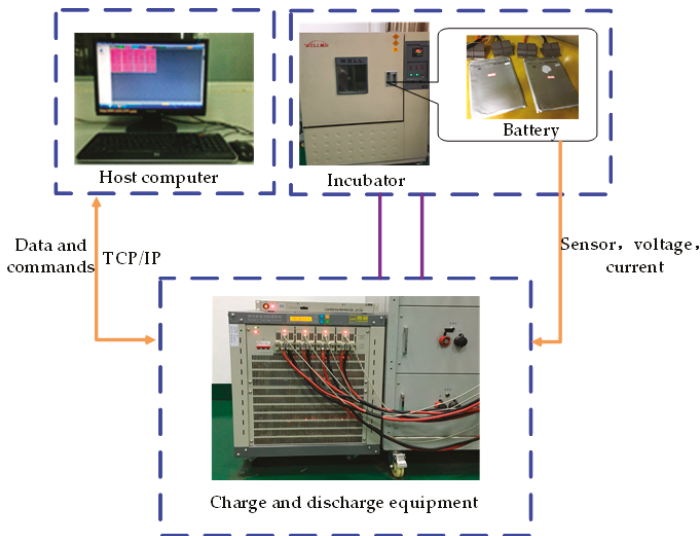 Host computer
Battery
Incubator
Data and
commands
TCP/IP
Sensor, voltage,
current
Charge and discharge equipment